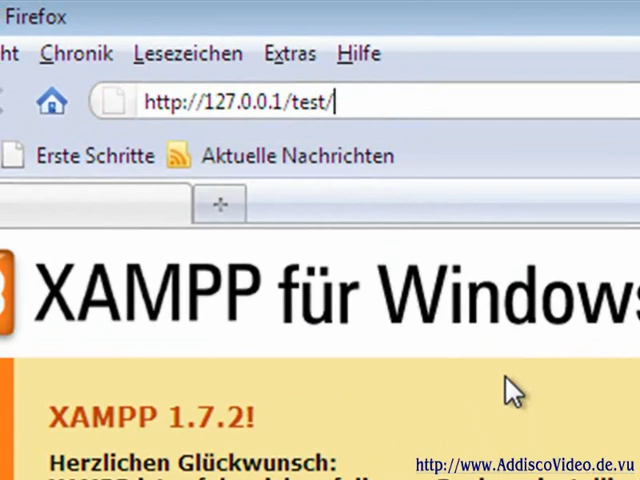 Firefox
Chronik Lesezeichen Extras Hilfe
http://127.0.0.1/test/
Erste Schritte Aktuelle Nachrichten
XAMPP für Windows
XAMPP 1.7.2!
Herzlichen Glückwunsch:
http://www.AddiscoVideo.de.vu